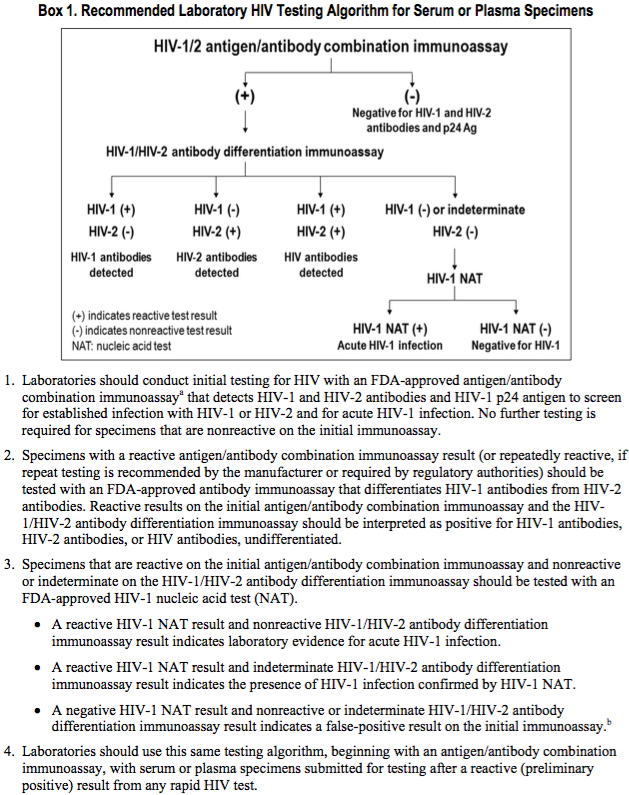 Box 1. Recommended Laboratory HIV Testing Algorithm for Serum or Plasma Specimens
HIV-1/2 antigen/antibody combination immunoassay
(+)
(-)
Negative for HIV-1 and HIV-2
antibodies and p24 Ag
HIV-1/HIV-2 antibody differentiation immunoassay
HIV-1 (+)
HIV-2 (-)
HIV-1 antibodies
detected
HIV-1 (-)
HIV-2 (+)
HIV-2 antibodies
detected
HIV-1 (+)
HIV-2 (+)
HIV antibodies
detected
HIV-1 (-) or indeterminate
HIV-2 (-)
HIV-1 NAT
HIV-1 NAT (+)
Acute HIV-1 infection
HIV-1 NAT (-)
Negative for HIV-1
(+) indicates reactive test result
(-) indicates nonreactive test result
NAT: nucleic acid test
1. Laboratories should conduct initial testing for HIV with an FDA-approved antigen/antibody
combination immunoassayᵃ that detects HIV-1 and HIV-2 antibodies and HIV-1 p24 antigen to screen
for established infection with HIV-1 or HIV-2 and for acute HIV-1 infection. No further testing is
required for specimens that are nonreactive on the initial immunoassay.
2. Specimens with a reactive antigen/antibody combination immunoassay result (or repeatedly reactive, if
repeat testing is recommended by the manufacturer or required by regulatory authorities) should be
tested with an FDA-approved antibody immunoassay that differentiates HIV-1 antibodies from HIV-2
antibodies. Reactive results on the initial antigen/antibody combination immunoassay and the HIV-
1/HIV-2 antibody differentiation immunoassay should be interpreted as positive for HIV-1 antibodies,
HIV-2 antibodies, or HIV antibodies, undifferentiated.
3. Specimens that are reactive on the initial antigen/antibody combination immunoassay and nonreactive
or indeterminate on the HIV-1/HIV-2 antibody differentiation immunoassay should be tested with an
FDA-approved HIV-1 nucleic acid test (NAT).
• A reactive HIV-1 NAT result and nonreactive HIV-1/HIV-2 antibody differentiation
immunoassay result indicates laboratory evidence for acute HIV-1 infection.
• A reactive HIV-1 NAT result and indeterminate HIV-1/HIV-2 antibody differentiation
immunoassay result indicates the presence of HIV-1 infection confirmed by HIV-1 NAT.
• A negative HIV-1 NAT result and nonreactive or indeterminate HIV-1/HIV-2 antibody
differentiation immunoassay result indicates a false-positive result on the initial immunoassay.ᵇ
4. Laboratories should use this same testing algorithm, beginning with an antigen/antibody combination
immunoassay, with serum or plasma specimens submitted for testing after a reactive (preliminary
positive) result from any rapid HIV test.